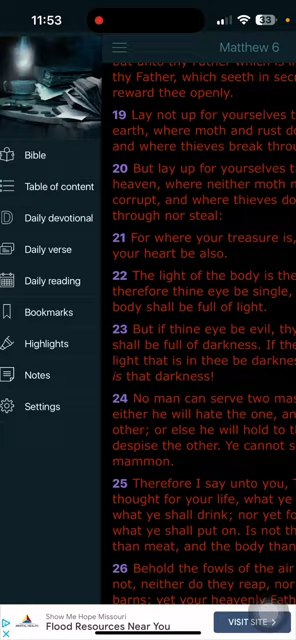 11:53
33
Matthew 6
but unto thy Father which is i
thy Father, which seeth in sec
reward thee openly.
19 Lay not up for yourselves t
earth, where moth and rust do
and where thieves break throu
20 But lay up for yourselves t
heaven, where neither moth n
corrupt, and where thieves do
through nor steal:
21 For where your treasure is,
your heart be also.
22 The light of the body is the
therefore thine eye be single,
body shall be full of light.
23 But if thine eye be evil, thy
shall be full of darkness. If the
light that is in thee be darkne
is that darkness!
24 No man can serve two mas
either he will hate the one, an
other; or else he will hold to th
despise the other. Ye cannot s
mammon.
25 Therefore I say unto you, T
thought for your life, what ye
what ye shall drink; nor yet fo
what ye shall put on. Is not th
than meat, and the body than
26 Behold the fowls of the air
not, neither do they reap, nor
barns; yet your heavenly Fath
Bible
Table of content
Daily devotional
Daily verse
Daily reading
Bookmarks
Highlights
Notes
Settings
Show Me Hope Missouri
Flood Resources Near You
VISIT SITE